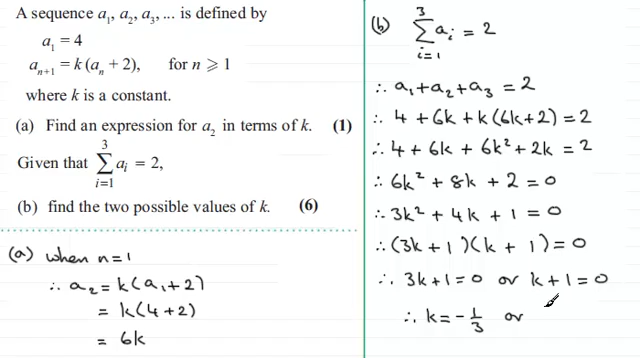 A sequence a₁, a₂, a₃, ... is defined by
a₁ = 4
aₙ₊₁ = k(aₙ + 2), for n ⩾ 1
where k is a constant.
(a) Find an expression for a₂ in terms of k. (1)
Given that ∑_{i=1}^{3} aᵢ = 2,
(b) find the two possible values of k. (6)
(a) when n = 1
∴ a₂ = k(a₁ + 2)
= k(4 + 2)
= 6k
(b) ∑_{i=1}^{3} aᵢ = 2
∴ a₁ + a₂ + a₃ = 2
∴ 4 + 6k + k(6k + 2) = 2
∴ 4 + 6k + 6k² + 2k = 2
∴ 6k² + 8k + 2 = 0
∴ 3k² + 4k + 1 = 0
∴ (3k + 1)(k + 1) = 0
∴ 3k + 1 = 0 or k + 1 = 0
∴ k = -1/3 or